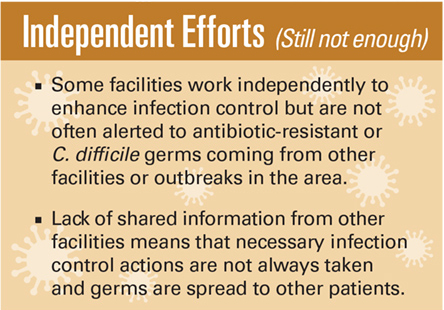 Independent Efforts (Still not enough)
▪ Some facilities work independently to
enhance infection control but are not
often alerted to antibiotic-resistant or
C. difficile germs coming from other
facilities or outbreaks in the area.
▪ Lack of shared information from other
facilities means that necessary infection
control actions are not always taken
and germs are spread to other patients.